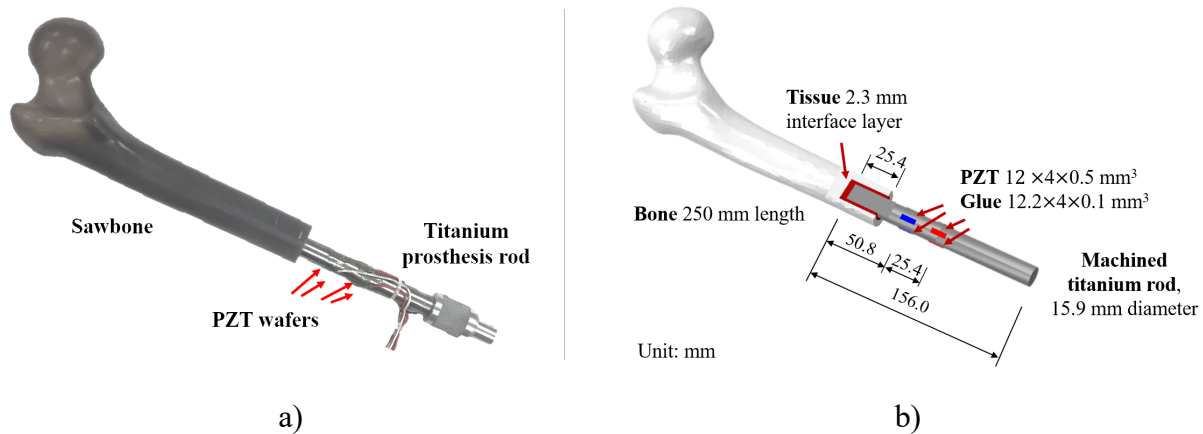 Sawbone
Titanium
prosthesis rod
PZT wafers
a)
Tissue 2.3 mm
interface layer
25.4
PZT 12 ×4×0.5 mm³
Glue 12.2×4×0.1 mm³
Bone 250 mm length
50.8
25.4
156.0
Machined
titanium rod,
15.9 mm diameter
Unit: mm
b)